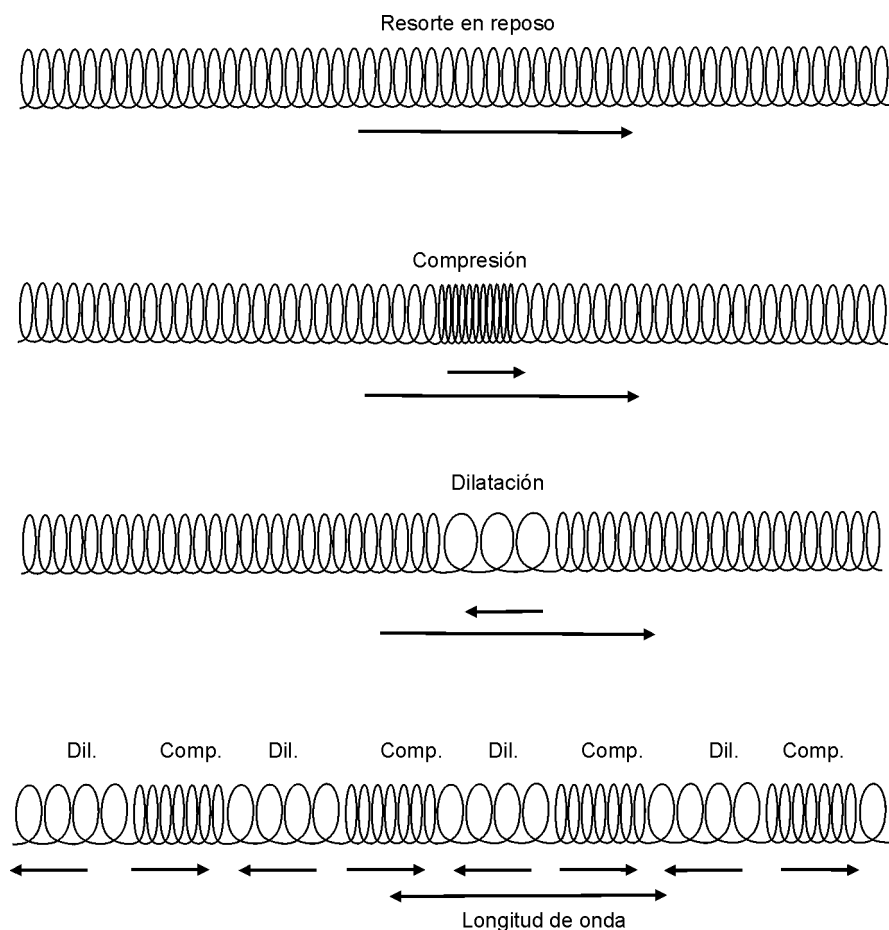 Resorte en reposo
Compresión
Dilatación
Dil. Comp. Dil. Comp. Dil. Comp. Dil. Comp.
Longitud de onda